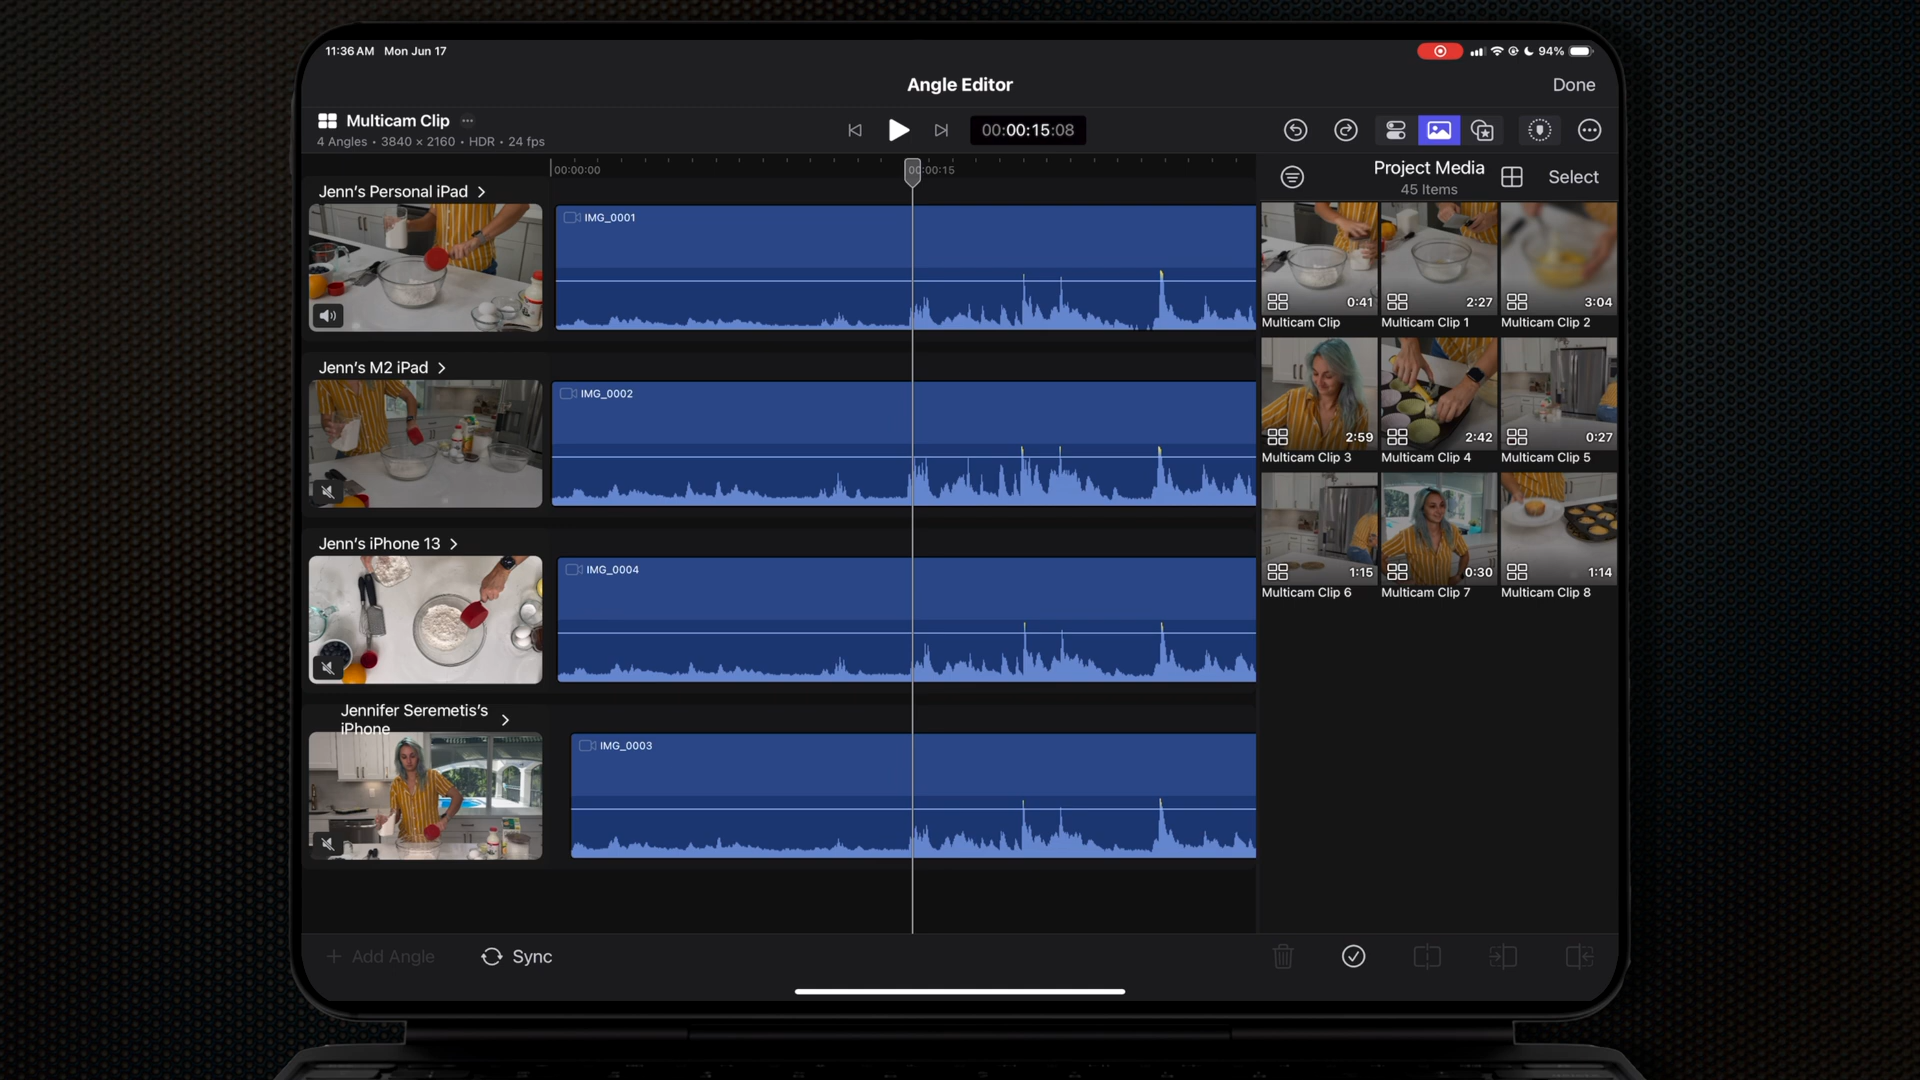 11:36 AM Mon Jun 17
94%
Angle Editor
Done
Multicam Clip
4 Angles • 3840 × 2160 • HDR • 24 fps
00:00:15:08
00:00:00
00:00:15
Project Media
45 Items
Select
Jenn's Personal iPad
IMG_0001
Jenn's M2 iPad
IMG_0002
Jenn's iPhone 13
IMG_0004
Jennifer Seremetis's
iPhone
IMG_0003
0:41
2:27
3:04
Multicam Clip
Multicam Clip 1
Multicam Clip 2
2:59
2:42
0:27
Multicam Clip 3
Multicam Clip 4
Multicam Clip 5
1:15
0:30
1:14
Multicam Clip 6
Multicam Clip 7
Multicam Clip 8
Add Angle
Sync